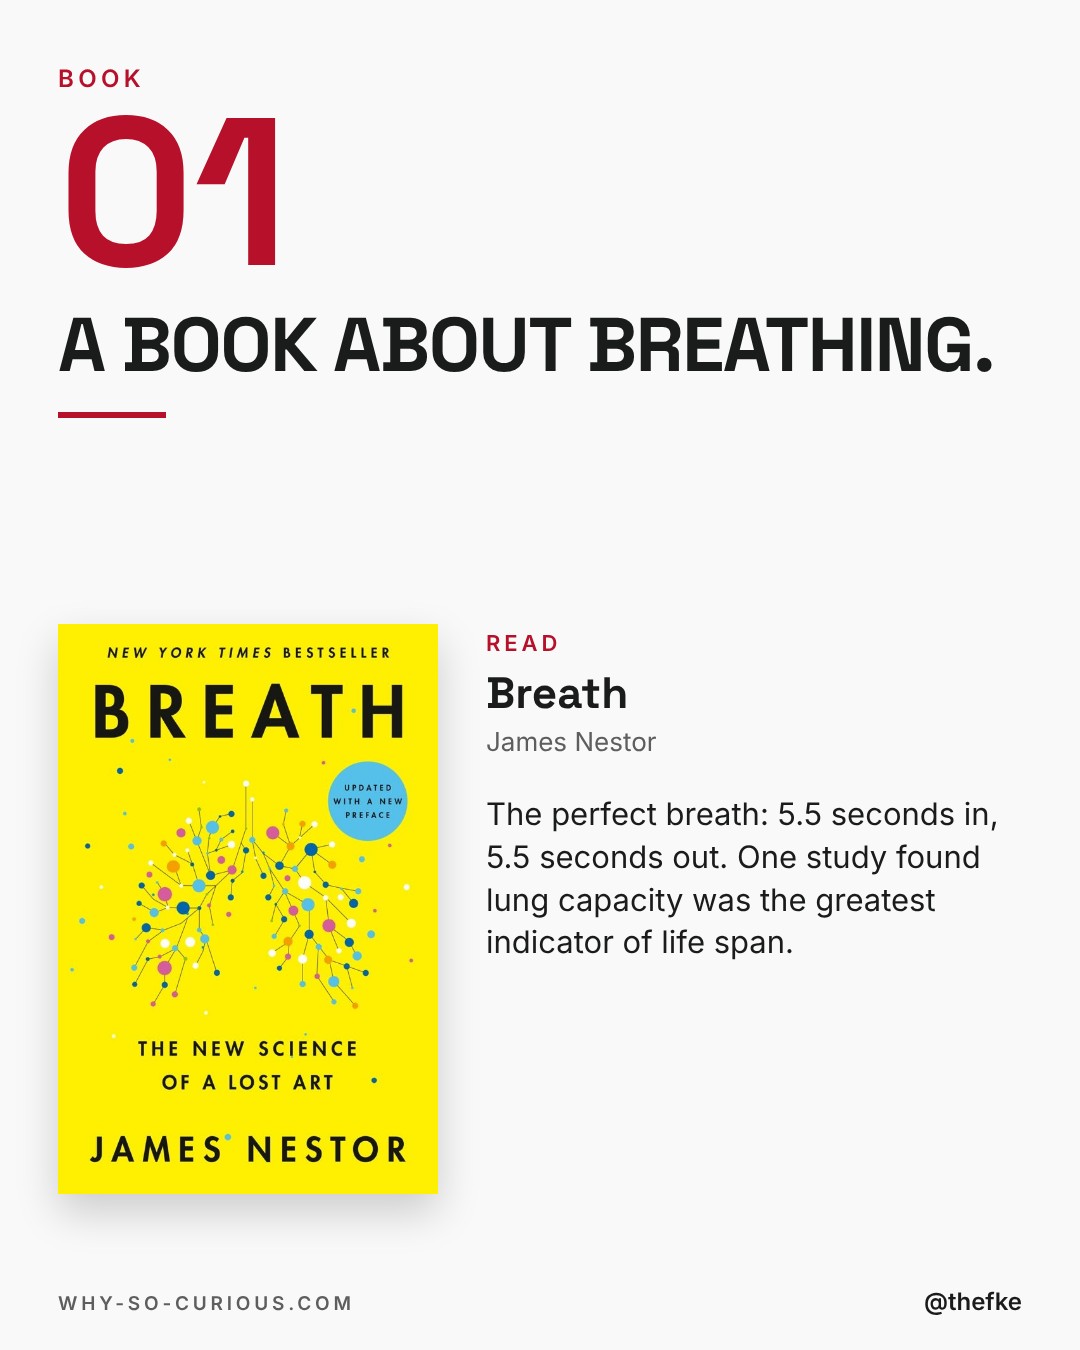 BOOK
01
A BOOK ABOUT BREATHING.
NEW YORK TIMES BESTSELLER
BREATH
UPDATED
WITH A NEW
PREFACE
THE NEW SCIENCE
OF A LOST ART
JAMES NESTOR
READ
Breath
James Nestor
The perfect breath: 5.5 seconds in,
5.5 seconds out. One study found
lung capacity was the greatest
indicator of life span.
WHY-SO-CURIOUS.COM
@thefke